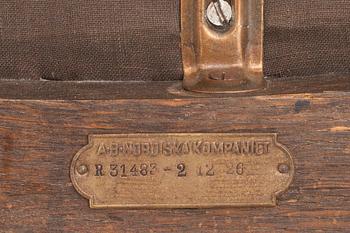 A·B·NORDISKA KOMPANIET
R 31483 - 2 12 26